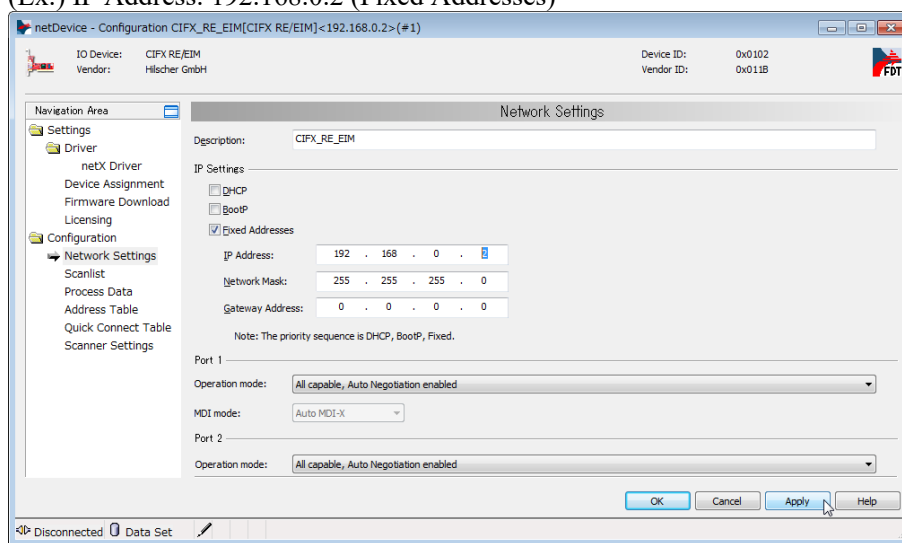 (Ex.) IP Address: 192.168.0.2 (Fixed Addresses)
netDevice - Configuration CIFX_RE_EIM[CIFX RE/EIM]<192.168.0.2>(#1)
IO Device: CIFX RE/EIM Device ID: 0x0102
Vendor: Hilscher GmbH Vendor ID: 0x011B
FDT
Navigation Area
Settings
Driver
netX Driver
Device Assignment
Firmware Download
Licensing
Configuration
Network Settings
Scanlist
Process Data
Address Table
Quick Connect Table
Scanner Settings
Network Settings
Description: CIFX_RE_EIM
IP Settings
DHCP
BootP
Fixed Addresses
IP Address: 192 . 168 . 0 . 2
Network Mask: 255 . 255 . 255 . 0
Gateway Address: 0 . 0 . 0 . 0
Note: The priority sequence is DHCP, BootP, Fixed.
Port 1
Operation mode: All capable, Auto Negotiation enabled
MDI mode: Auto MDI-X
Port 2
Operation mode: All capable, Auto Negotiation enabled
OK Cancel Apply Help
Disconnected Data Set